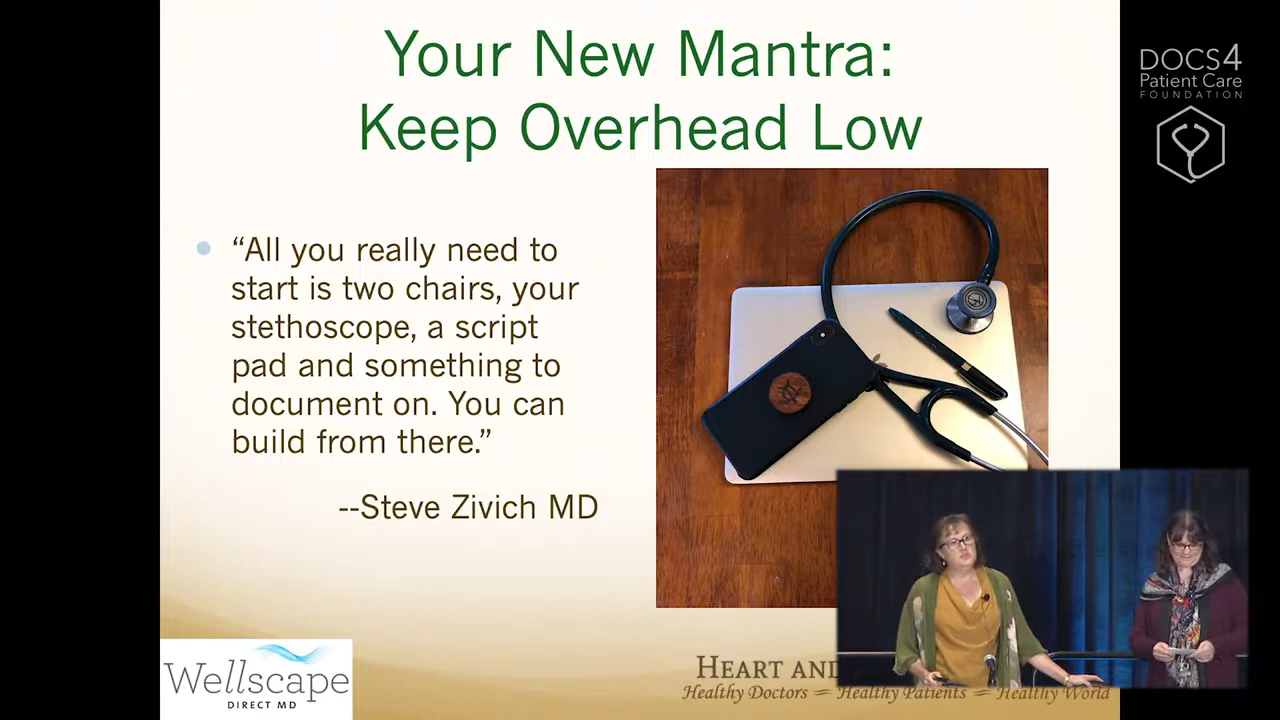 Your New Mantra:
Keep Overhead Low
DOCS4
Patient Care
FOUNDATION
“All you really need to
start is two chairs, your
stethoscope, a script
pad and something to
document on. You can
build from there.”
--Steve Zivich MD
Wellscape
DIRECT MD
HEART AND
Healthy Doctors = Healthy Patients = Healthy World